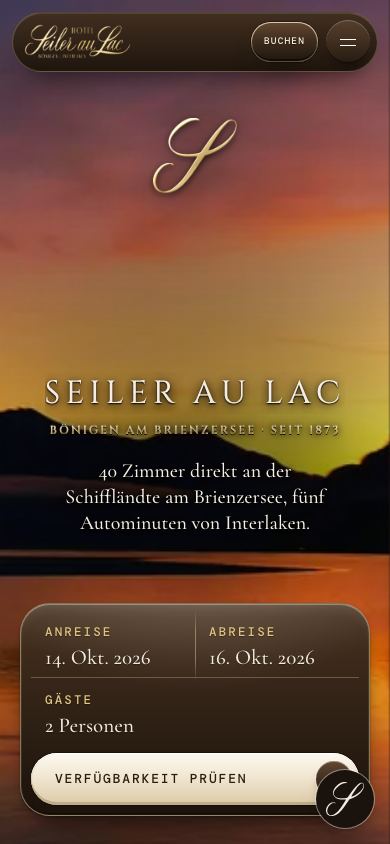 HOTEL
Seiler au Lac
BUCHEN
S
SEILER AU LAC
BÖNIGEN AM BRIENZERSEE · SEIT 1873
40 Zimmer direkt an der
Schiffländte am Brienzersee, fünf
Autominuten von Interlaken.
ANREISE
14. Okt. 2026
ABREISE
16. Okt. 2026
GÄSTE
2 Personen
VERFÜGBARKEIT PRÜFEN
S